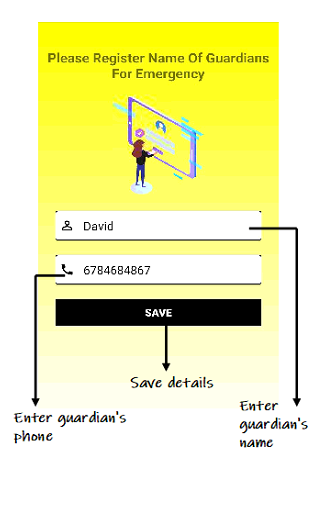 Please Register Name Of Guardians
For Emergency
David
6784684867
SAVE
Save details
Enter guardian's
phone
Enter
guardian's
name